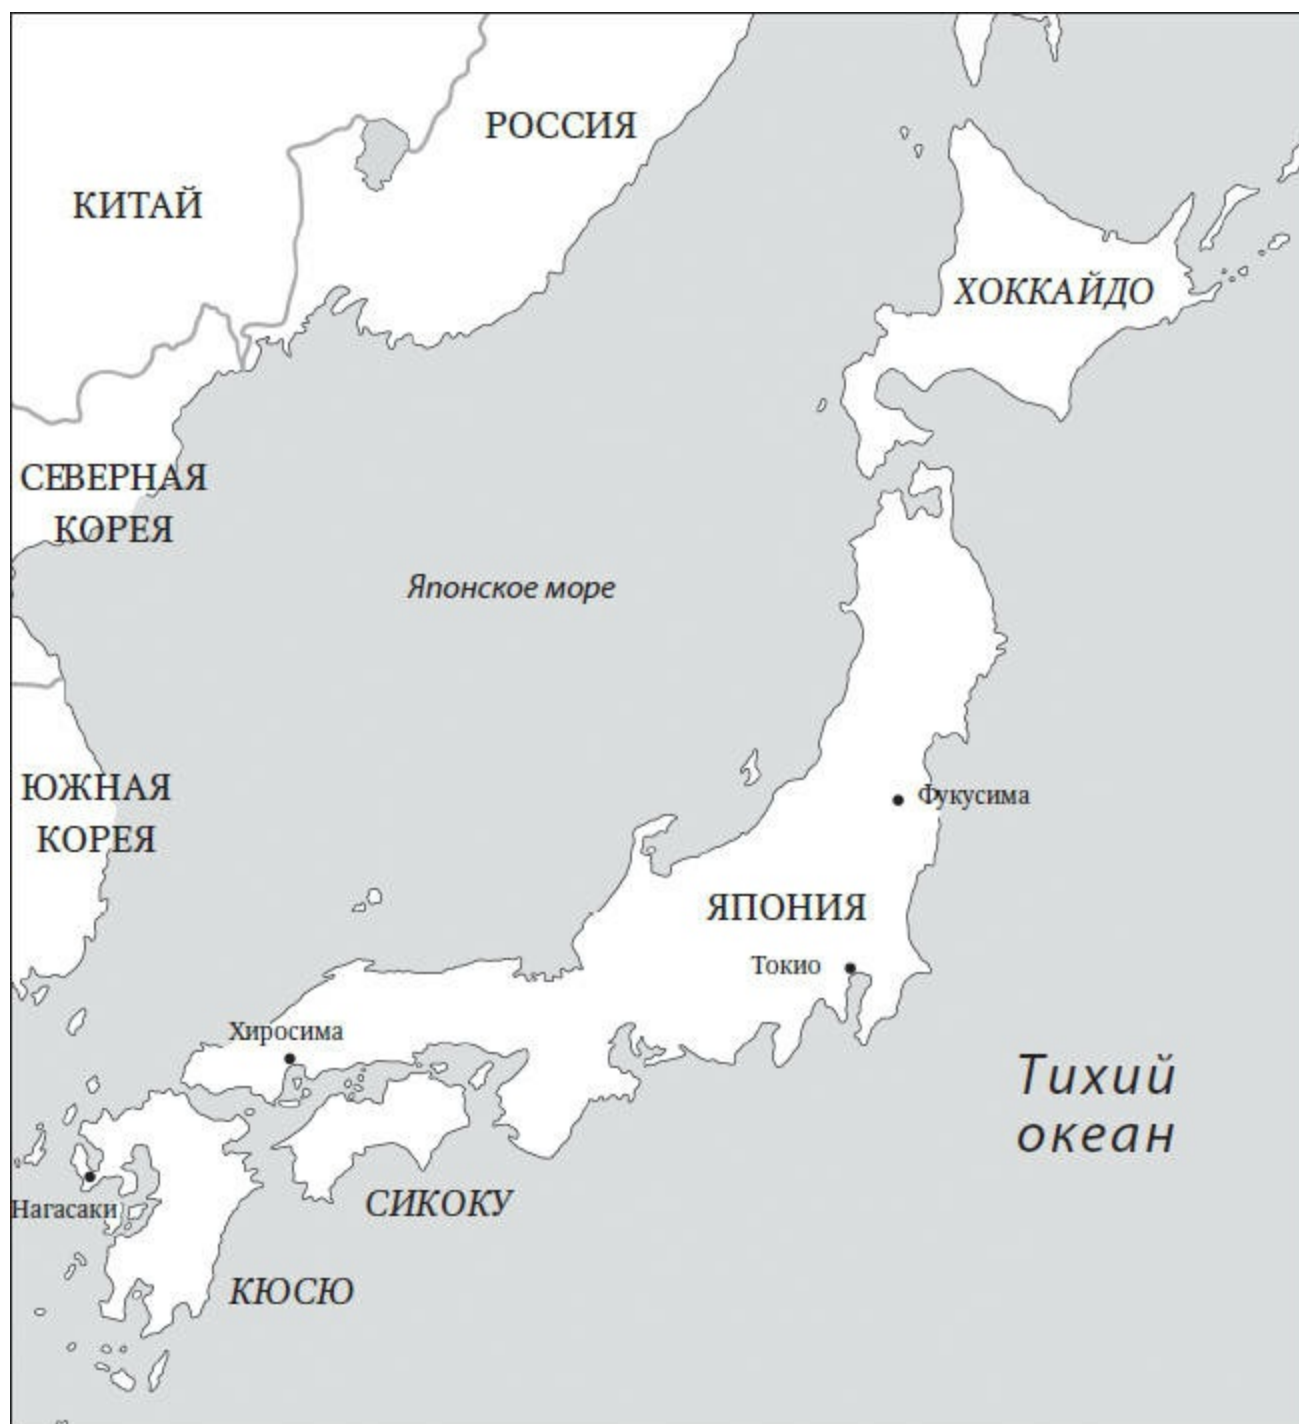 РОССИЯ
КИТАЙ
ХОККАЙДО
СЕВЕРНАЯ
КОРЕЯ
Японское море
ЮЖНАЯ
КОРЕЯ
Фукусима
ЯПОНИЯ
Токио
Хиросима
Тихий
океан
СИКОКУ
Нагасаки
КЮСЮ